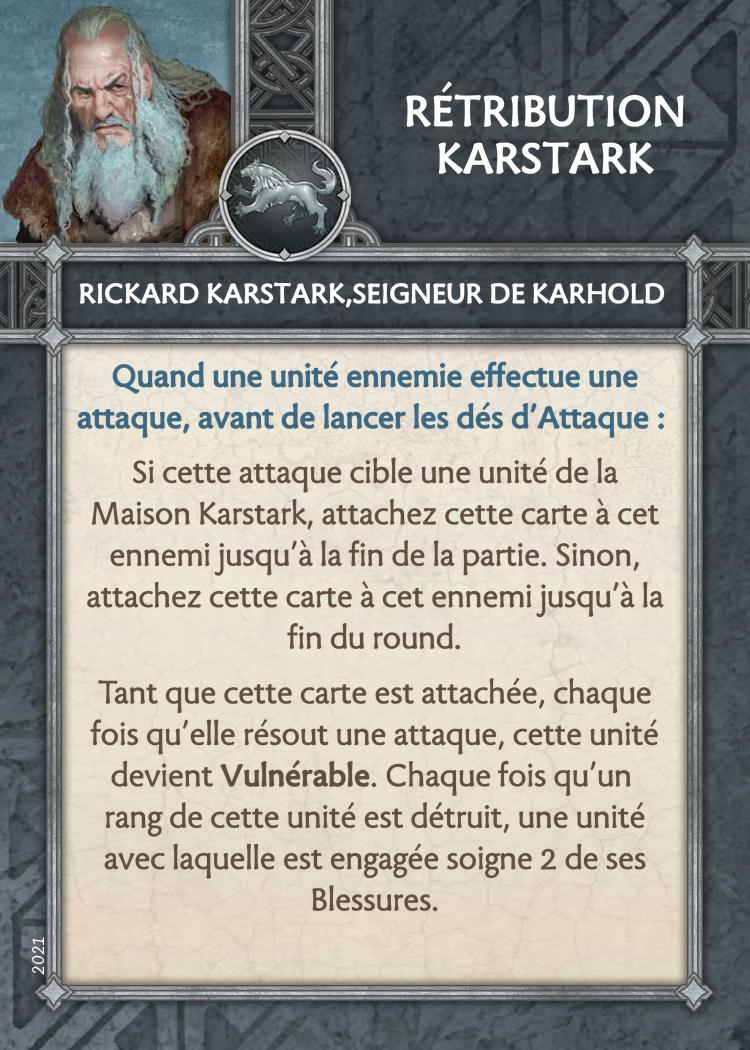 RÉTRIBUTION
KARSTARK
RICKARD KARSTARK,SEIGNEUR DE KARHOLD
Quand une unité ennemie effectue une
attaque, avant de lancer les dés d'Attaque :
Si cette attaque cible une unité de la
Maison Karstark, attachez cette carte à cet
ennemi jusqu'à la fin de la partie. Sinon,
attachez cette carte à cet ennemi jusqu'à la
fin du round.
Tant que cette carte est attachée, chaque
fois qu'elle résout une attaque, cette unité
devient Vulnérable. Chaque fois qu'un
rang de cette unité est détruit, une unité
avec laquelle est engagée soigne 2 de ses
Blessures.
2021